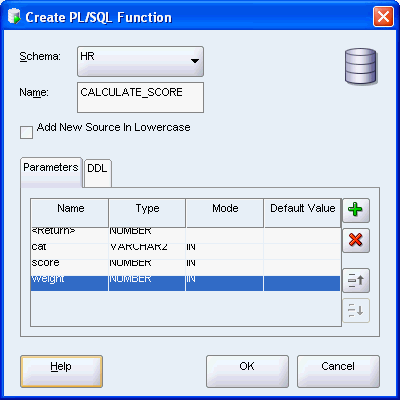 Create PL/SQL Function
Schema: HR
Name: CALCULATE_SCORE
Add New Source In Lowercase
Parameters DDL
Name Type Mode Default Value
<Return> NUMBER
cat VARCHAR2 IN
score NUMBER IN
Weight NUMBER IN
Help OK Cancel